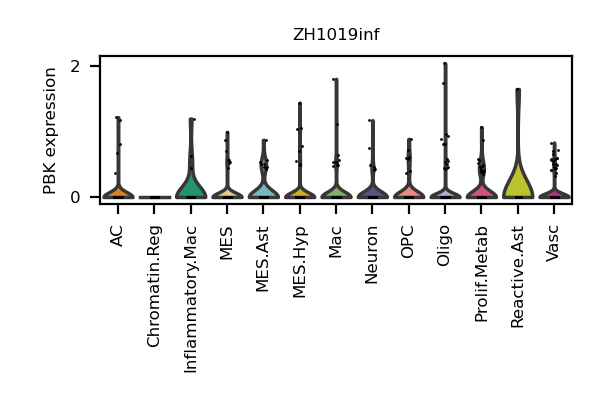 ZH1019inf
PBK expression
2
0
AC
Chromatin.Reg
Inflammatory.Mac
MES
MES.Ast
MES.Hyp
Mac
Neuron
OPC
Oligo
Prolif.Metab
Reactive.Ast
Vasc